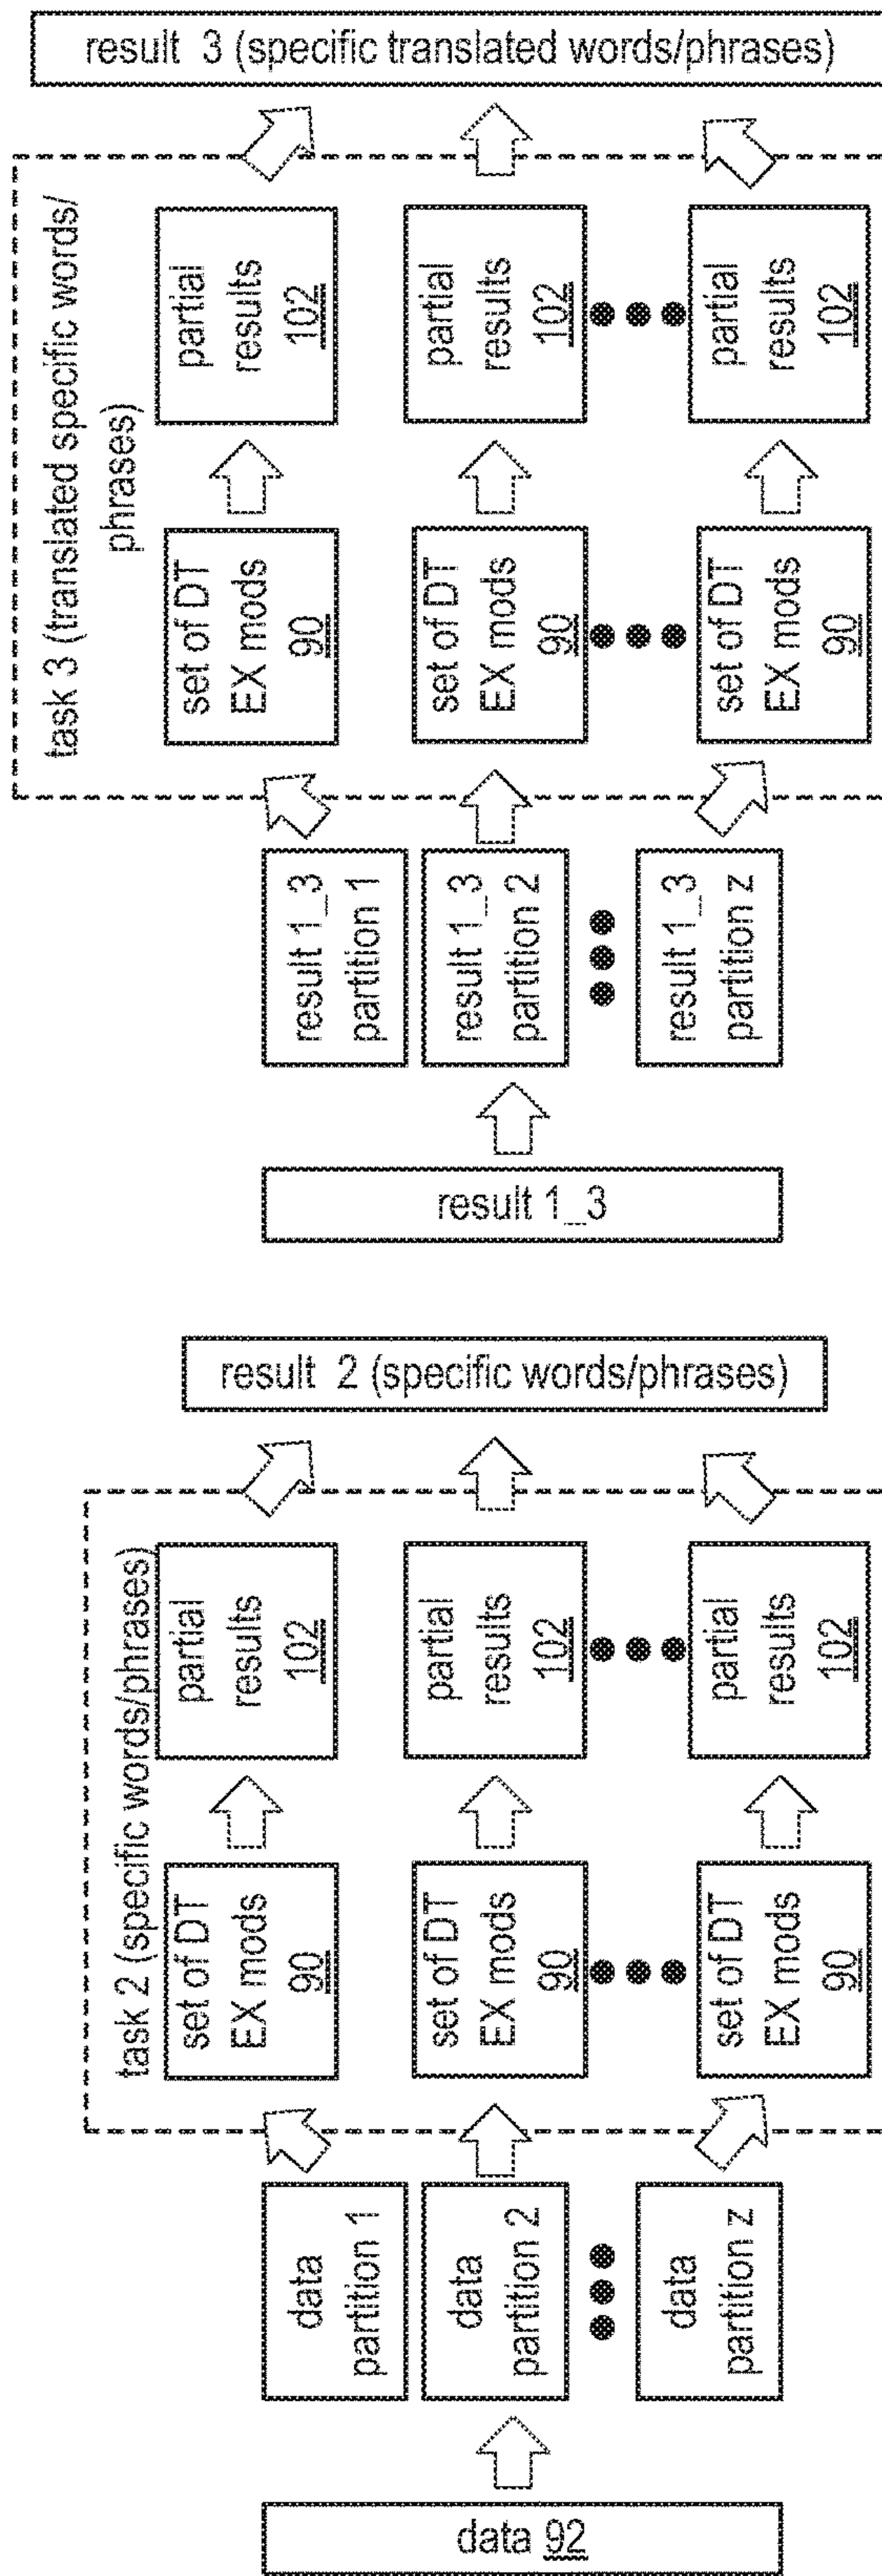 data 92
data
partition 1
data
partition 2
data
partition z
task 2 (specific words/phrases)
set of DT
EX mods
90
set of DT
EX mods
90
set of DT
EX mods
90
partial
results
102
partial
results
102
partial
results
102
result 2 (specific words/phrases)
result 1_3
result 1_3
partition 1
result 1_3
partition 2
result 1_3
partition z
task 3 (translated specific words/
phrases)
set of DT
EX mods
90
set of DT
EX mods
90
set of DT
EX mods
90
partial
results
102
partial
results
102
partial
results
102
result 3 (specific translated words/phrases)